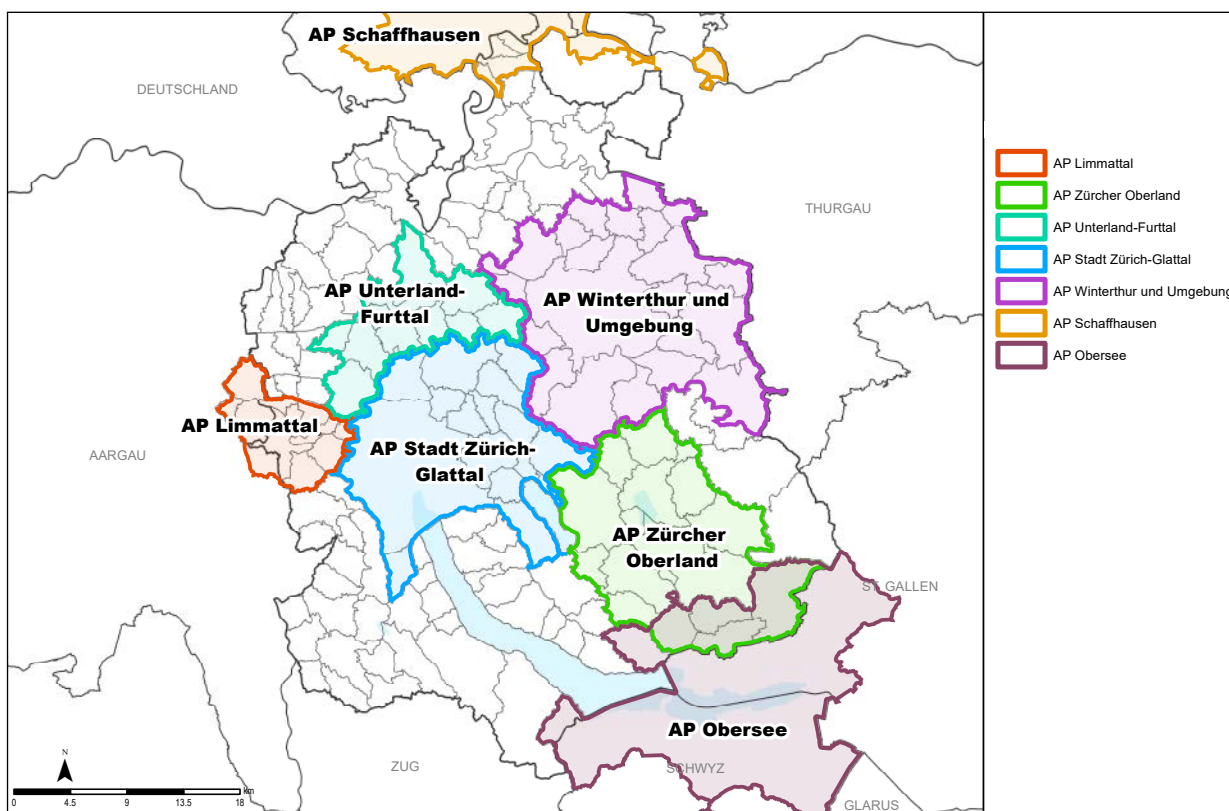 AP Schaffhausen
DEUTSCHLAND
THURGAU
AP Unterland-
Furttal
AP Winterthur und
Umgebung
AP Limmattal
AARGAU
AP Stadt Zürich-
Glattal
AP Zürcher
Oberland
ST. GALLEN
AP Obersee
ZUG
SCHWYZ
GLARUS
N
km
0 4.5 9 13.5 18
AP Limmattal
AP Zürcher Oberland
AP Unterland-Furttal
AP Stadt Zürich-Glattal
AP Winterthur und Umgebung
AP Schaffhausen
AP Obersee